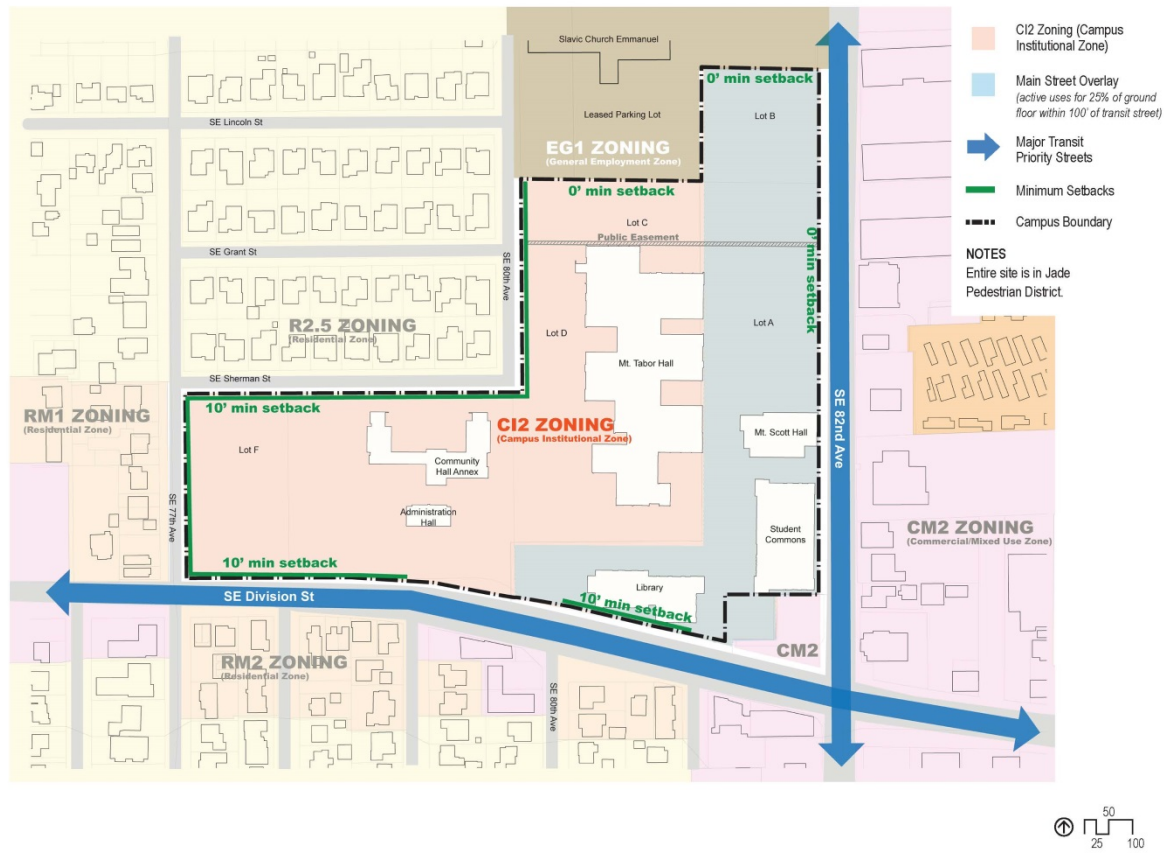 Slavic Church Emmanuel
Leased Parking Lot
EG1 ZONING
(General Employment Zone)
0' min setback
Lot B
0' min setback
Lot C
Public Easement
0' min setback
SE Lincoln St
SE Grant St
SE 80th Ave
R2.5 ZONING
(Residential Zone)
SE Sherman St
Lot D
Mt. Tabor Hall
Lot A
SE 82nd Ave
RM1 ZONING
(Residential Zone)
10' min setback
CI2 ZONING
(Campus Institutional Zone)
Mt. Scott Hall
Lot F
Community
Hall Annex
Administration
Hall
SE 77th Ave
Student
Commons
CM2 ZONING
(Commercial/Mixed Use Zone)
10' min setback
SE Division St
Library
10' min setback
CM2
RM2 ZONING
(Residential Zone)
SE 80th Ave
CI2 Zoning (Campus
Institutional Zone)
Main Street Overlay
(active uses for 25% of ground
floor within 100' of transit street)
Major Transit
Priority Streets
Minimum Setbacks
Campus Boundary
NOTES
Entire site is in Jade
Pedestrian District.
50
25 100